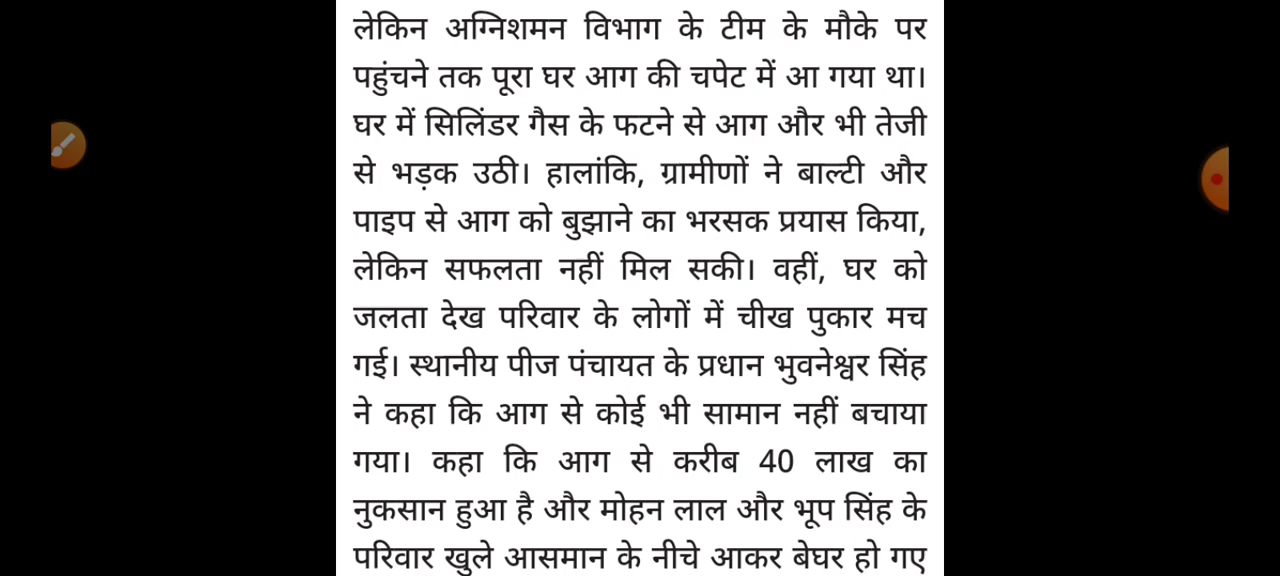 लेकिन अग्निशमन विभाग के टीम के मौके पर
पहुंचने तक पूरा घर आग की चपेट में आ गया था।
घर में सिलिंडर गैस के फटने से आग और भी तेजी
से भड़क उठी। हालांकि, ग्रामीणों ने बाल्टी और
पाइप से आग को बुझाने का भरसक प्रयास किया,
लेकिन सफलता नहीं मिल सकी। वहीं, घर को
जलता देख परिवार के लोगों में चीख पुकार मच
गई। स्थानीय पीज पंचायत के प्रधान भुवनेश्वर सिंह
ने कहा कि आग से कोई भी सामान नहीं बचाया
गया। कहा कि आग से करीब 40 लाख का
नुकसान हुआ है और मोहन लाल और भूप सिंह के
परिवार खुले आसमान के नीचे आकर बेघर हो गए